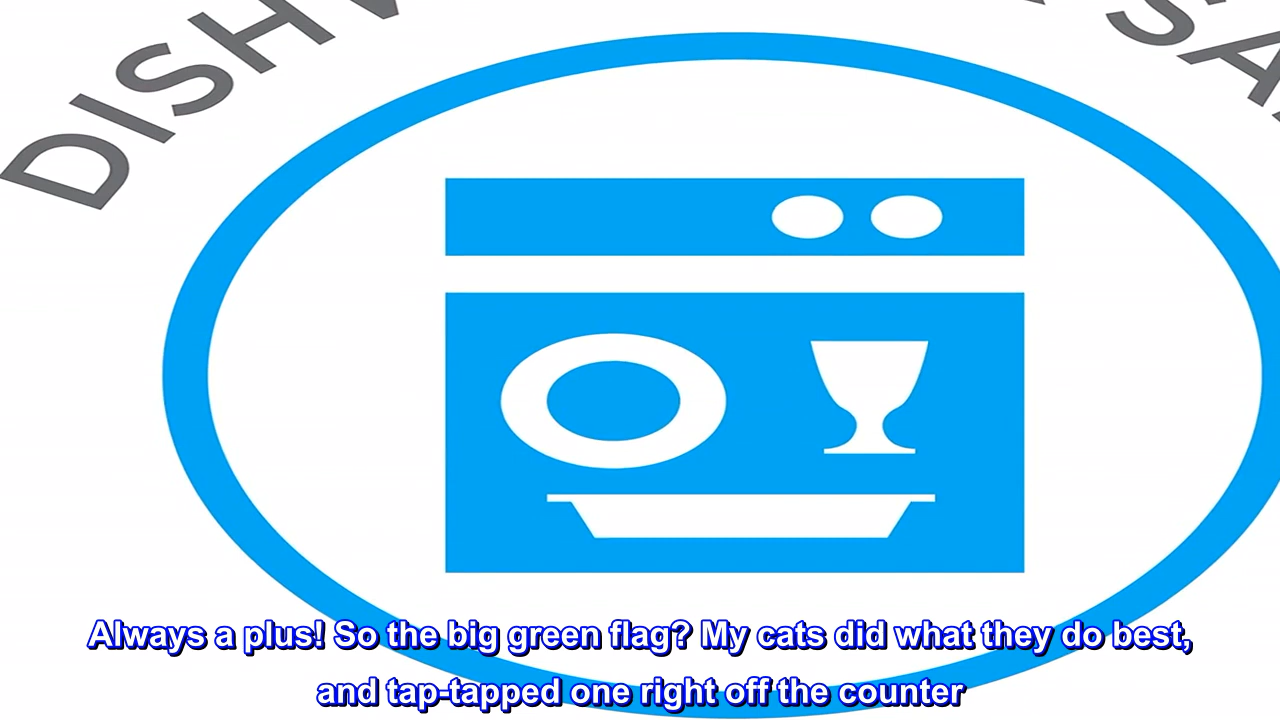 DISHW SA
Always a plus! So the big green flag? My cats did what they do best,
and tap-tapped one right off the counter